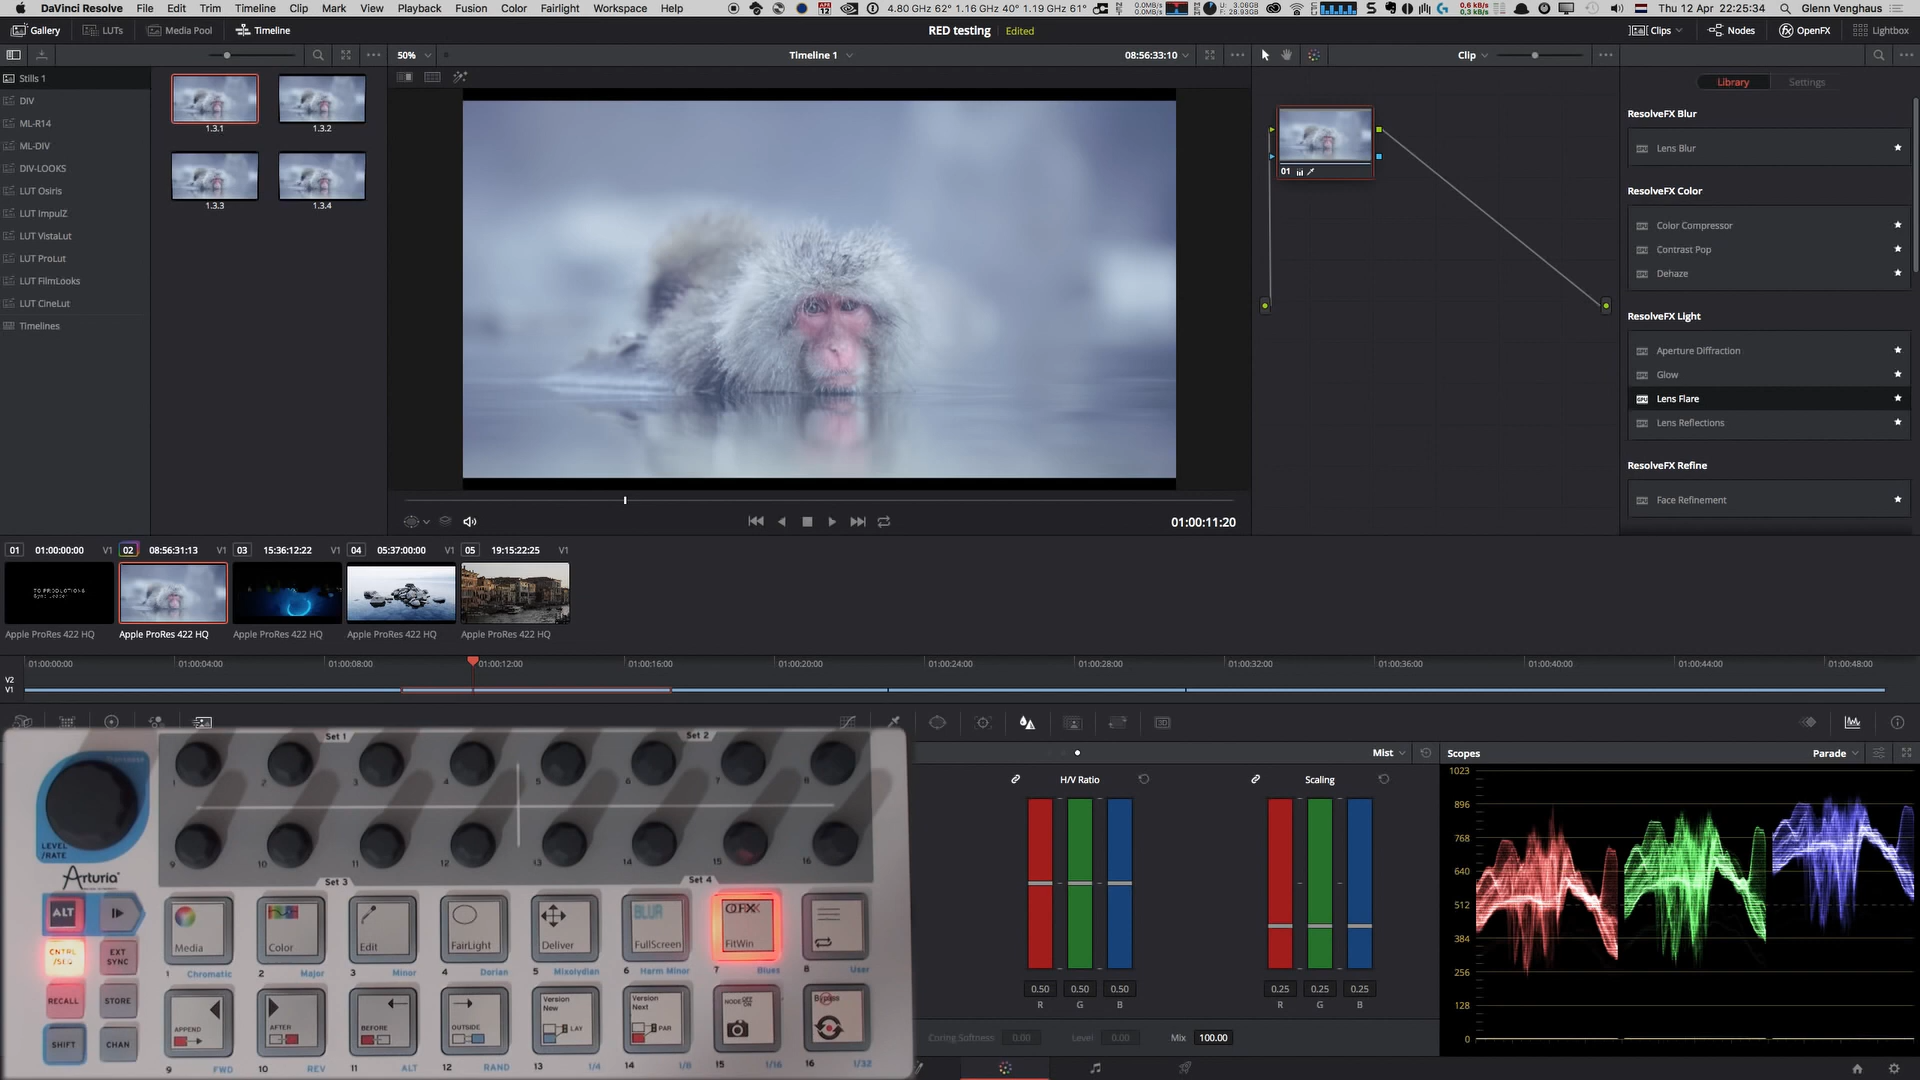 DaVinci Resolve File Edit Trim Timeline Clip Mark View Playback Fusion Color Fairlight Workspace Help
4.80 GHz 62° 1.16 GHz 40° 1.19 GHz 61°
Thu 12 Apr 22:25:34 Glenn Venghaus
Gallery LUTs Media Pool Timeline
RED testing Edited
Clips Nodes OpenFX Lightbox
50% Timeline 1 08:56:33:10
Clip
Library Settings
Stills 1
DIV
ML-R14
ML-DIV
DIV-LOOKS
LUT Osiris
LUT ImpulZ
LUT VistaLut
LUT ProLut
LUT FilmLooks
LUT CineLut
Timelines
1.3.1 1.3.2
1.3.3 1.3.4
01
ResolveFX Blur
Lens Blur
ResolveFX Color
Color Compressor
Contrast Pop
Dehaze
ResolveFX Light
Aperture Diffraction
Glow
Lens Flare
Lens Reflections
ResolveFX Refine
Face Refinement
01:00:11:20
01 01:00:00:00 V1 02 08:56:31:13 V1 03 15:36:12:22 V1 04 05:37:00:00 V1 05 19:15:22:25 V1
Apple ProRes 422 HQ Apple ProRes 422 HQ Apple ProRes 422 HQ Apple ProRes 422 HQ Apple ProRes 422 HQ
01:00:00:00 01:00:04:00 01:00:08:00 01:00:12:00 01:00:16:00 01:00:20:00 01:00:24:00 01:00:28:00 01:00:32:00 01:00:36:00 01:00:40:00 01:00:44:00 01:00:48:00
V2
V1
Mist
Scopes Parade
H/V Ratio Scaling
0.50 0.50 0.50 0.25 0.25 0.25
R G B R G B
Coring Softness 0.00 Level 0.00 Mix 100.00
1023
896
768
640
512
384
256
128
0
Set 1 Set 2
1 2 3 4 5 6 7 8
9 10 11 12 13 14 15 16
Set 3 Set 4
LEVEL
/RATE
Arturia
ALT
CNTRL
/SEQ
EXT
SYNC
RECALL STORE
SHIFT CHAN
Media Color Edit FairLight Deliver BLUR FullScreen OFX FitWin
1 Chromatic 2 Major 3 Minor 4 Dorian 5 Mixolydian 6 Harm Minor 7 Blues 8 User
APPEND AFTER BEFORE OUTSIDE Version New LAY Version Next PAR NODE OFF ON Bypass
9 FWD 10 REV 11 ALT 12 RAND 13 1/4 14 1/8 15 1/16 16 1/32